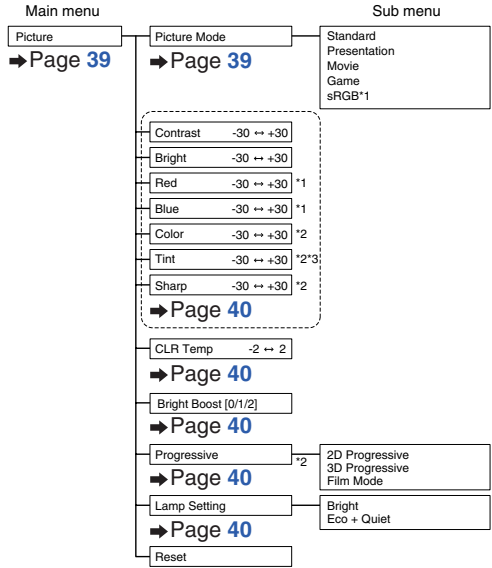 Main menu
Sub menu
Picture
➡Page 39
Picture Mode
➡Page 39
Standard
Presentation
Movie
Game
sRGB*1
Contrast -30 ↔ +30
Bright -30 ↔ +30
Red -30 ↔ +30 *1
Blue -30 ↔ +30 *1
Color -30 ↔ +30 *2
Tint -30 ↔ +30 *2*3
Sharp -30 ↔ +30 *2
➡Page 40
CLR Temp -2 ↔ 2
➡Page 40
Bright Boost [0/1/2]
➡Page 40
Progressive *2
➡Page 40
2D Progressive
3D Progressive
Film Mode
Lamp Setting
➡Page 40
Bright
Eco + Quiet
Reset